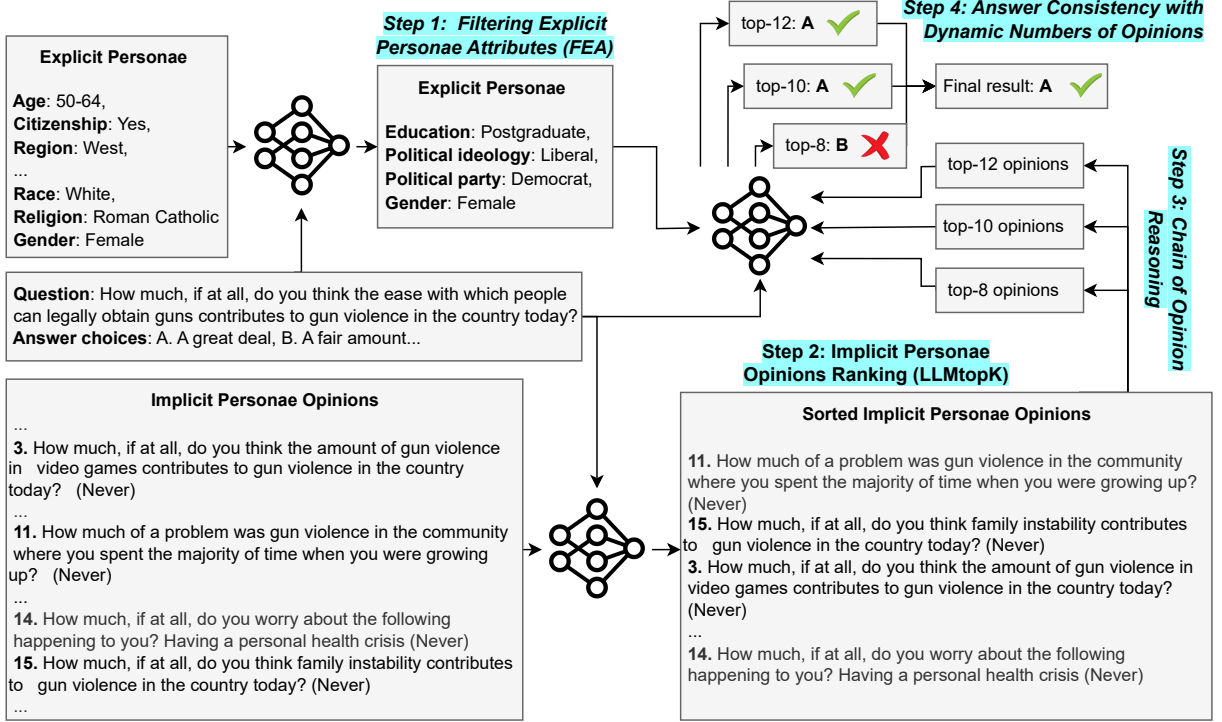 Step 1: Filtering Explicit
Personae Attributes (FEA)
Step 4: Answer Consistency with
Dynamic Numbers of Opinions
Explicit Personae
Age: 50-64,
Citizenship: Yes,
Region: West,
...
Race: White,
Religion: Roman Catholic
Gender: Female
Explicit Personae
Education: Postgraduate,
Political ideology: Liberal,
Political party: Democrat,
Gender: Female
top-12: A
top-10: A
top-8: B
Final result: A
top-12 opinions
top-10 opinions
top-8 opinions
Step 3: Chain of Opinion
Reasoning
Question: How much, if at all, do you think the ease with which people
can legally obtain guns contributes to gun violence in the country today?
Answer choices: A. A great deal, B. A fair amount...
Step 2: Implicit Personae
Opinions Ranking (LLMtopK)
Implicit Personae Opinions
...
3. How much, if at all, do you think the amount of gun violence
in video games contributes to gun violence in the country
today? (Never)
...
11. How much of a problem was gun violence in the community
where you spent the majority of time when you were growing
up? (Never)
...
14. How much, if at all, do you worry about the following
happening to you? Having a personal health crisis (Never)
15. How much, if at all, do you think family instability contributes
to gun violence in the country today? (Never)
...
Sorted Implicit Personae Opinions
11. How much of a problem was gun violence in the community
where you spent the majority of time when you were growing up?
(Never)
15. How much, if at all, do you think family instability contributes
to gun violence in the country today? (Never)
3. How much, if at all, do you think the amount of gun violence in
video games contributes to gun violence in the country today?
(Never)
...
14. How much, if at all, do you worry about the following
happening to you? Having a personal health crisis (Never)